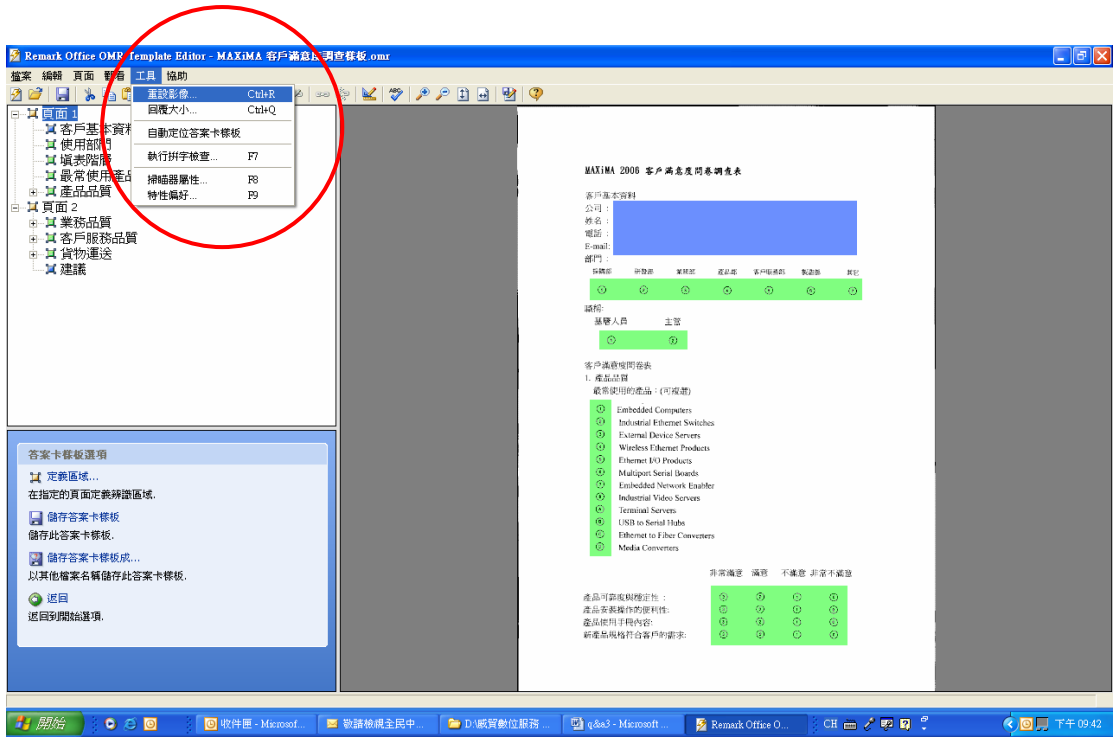 Remark Office OMR Template Editor - MAXiMA 客戶滿意度調查樣板.omr
檔案 編輯 頁面 觀看 工具 協助
重設影像... Ctrl+R
回覆大小... Ctrl+Q
自動定位答案卡樣板
執行拼字檢查... F7
掃瞄器屬性... F8
特性偏好... F9
頁面 1
客戶基本資料
使用部門
填表階層
最常使用產品
產品品質
頁面 2
業務品質
客戶服務品質
貨物運送
建議
答案卡樣板選項
定義區域...
在指定的頁面定義辨識區域.
儲存答案卡樣板
儲存此答案卡樣板.
儲存答案卡樣板成...
以其他檔案名稱儲存此答案卡樣板.
返回
返回到開始選項.
MAXiMA 2006 客戶滿意度問卷調查表
客戶基本資料
公司 :
姓名 :
電話 :
E-mail:
部門 :
採購部 研發部 業務部 產品部 客戶服務部 製造部 其它
職稱:
基層人員 主管
客戶滿意度問卷表
1. 產品品質
最常使用的產品 : (可複選)
Embedded Computers
Industrial Ethernet Switches
External Device Servers
Wireless Ethernet Products
Ethernet I/O Products
Multiport Serial Boards
Embedded Network Enabler
Industrial Video Servers
Terminal Servers
USB to Serial Hubs
Ethernet to Fiber Converters
Media Converters
非常滿意 滿意 不滿意 非常不滿意
產品可靠度與穩定性 :
產品安裝操作的便利性:
產品使用手冊內容:
新產品規格符合客戶的需求:
開始 收件匣 - Microsof... 敬請檢視全民中... D:\威質數位服務 ... q&a3 - Microsoft ... Remark Office O... CH 下午 09:42